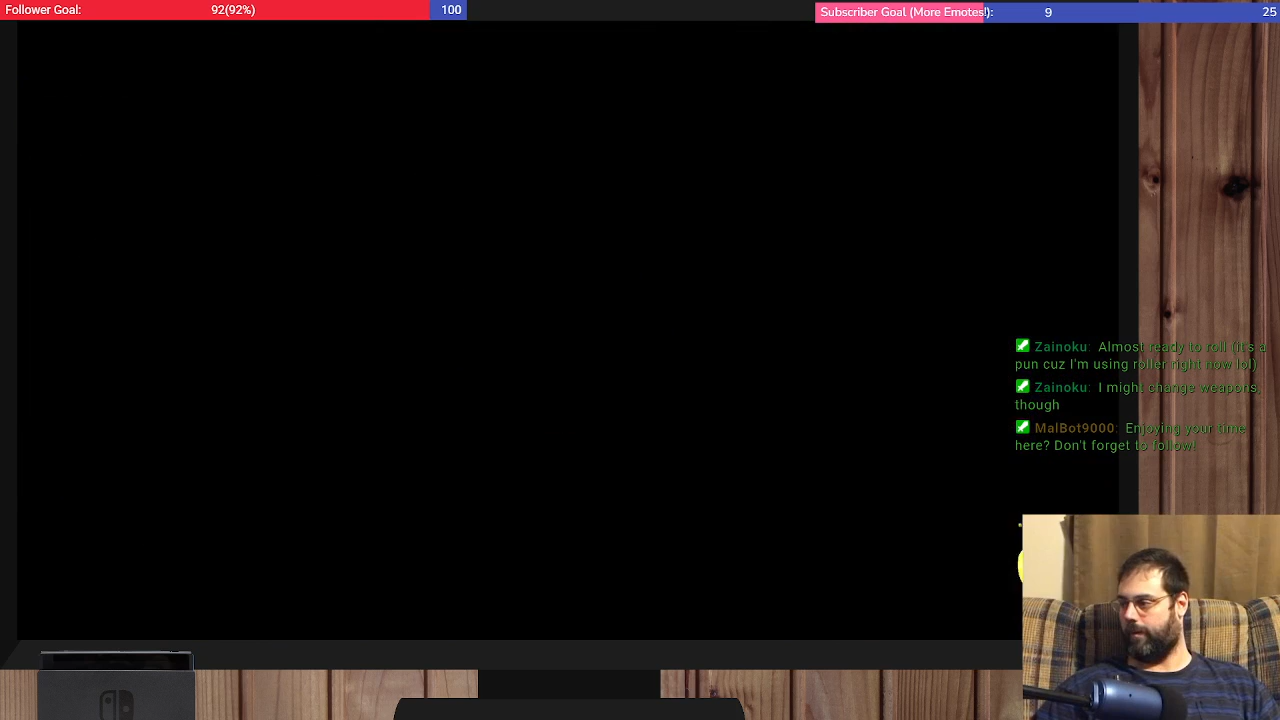 Follower Goal: 92(92%) 100
Subscriber Goal (More Emotes!): 9 25
Zainoku: Almost ready to roll (it's a
pun cuz I'm using roller right now lol)
Zainoku: I might change weapons,
though
MalBot9000: Enjoying your time
here? Don't forget to follow!